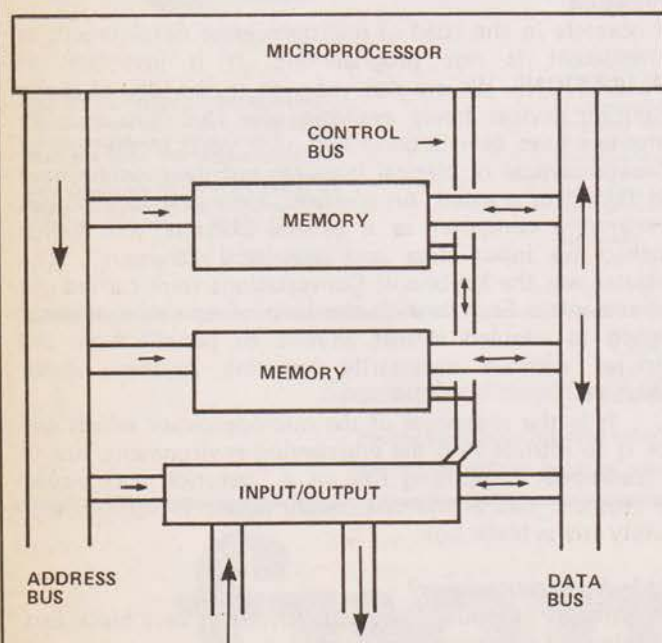 MICROPROCESSOR
CONTROL
BUS
MEMORY
MEMORY
INPUT/OUTPUT
ADDRESS
BUS
DATA
BUS